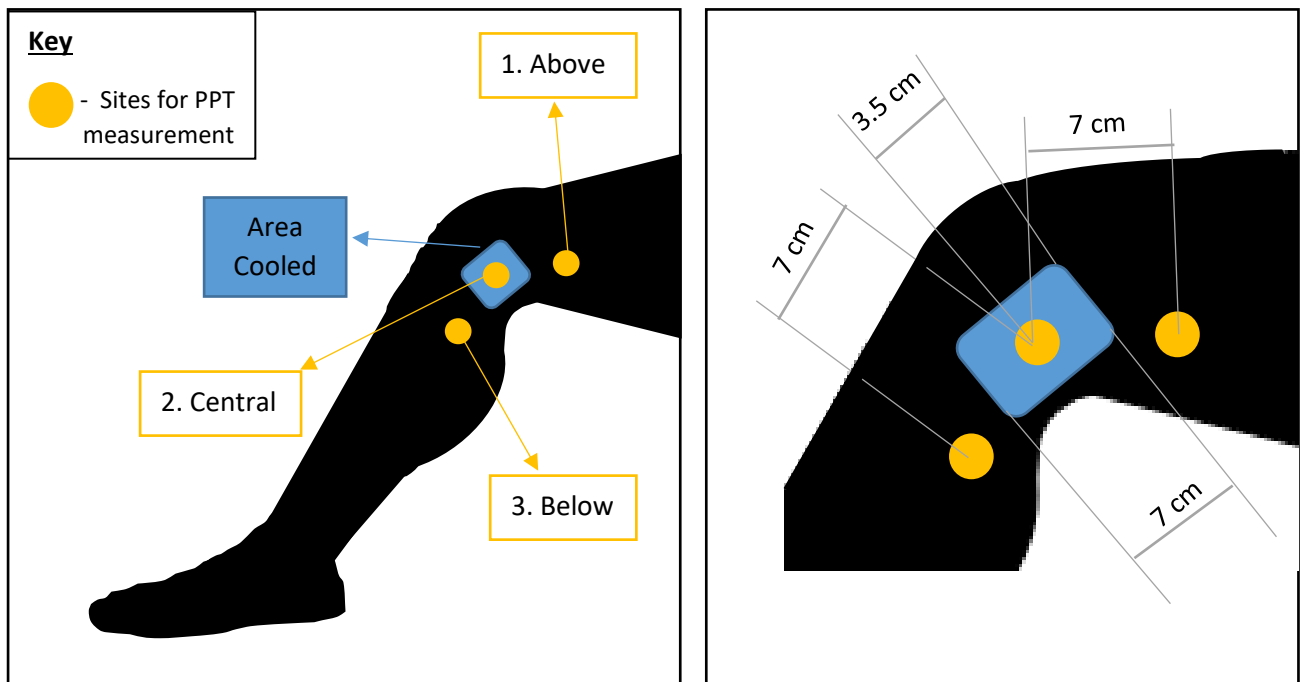 Key
- Sites for PPT
measurement
1. Above
Area
Cooled
2. Central
3. Below
3.5 cm
7 cm
7 cm
7 cm